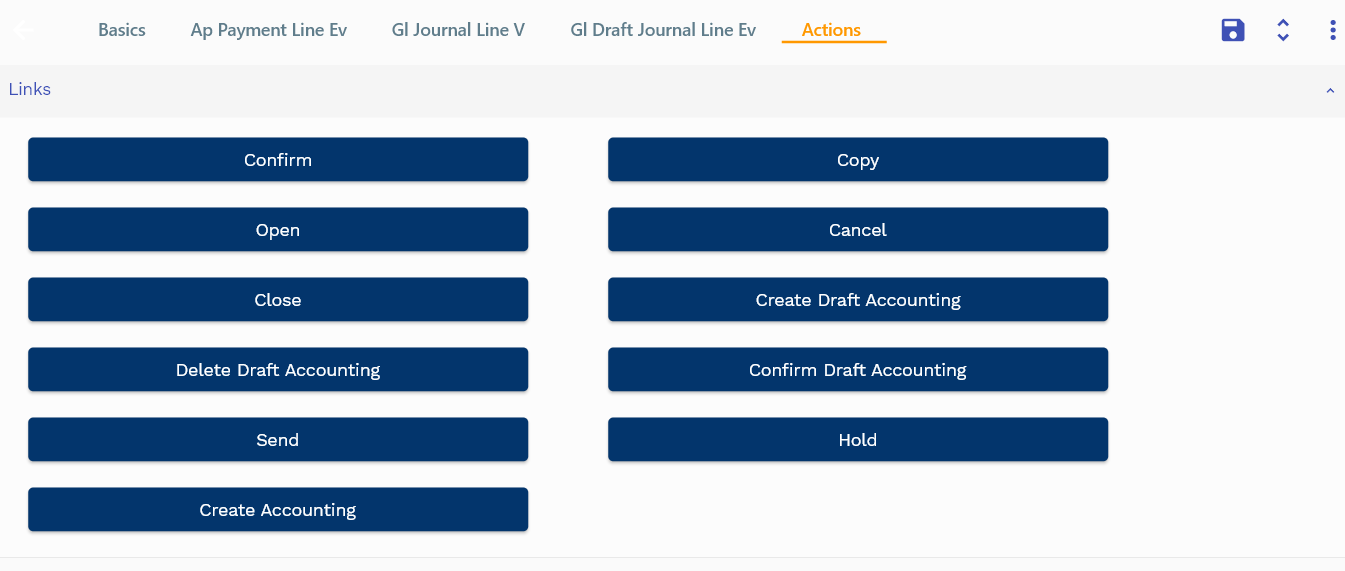 Basics Ap Payment Line Ev Gl Journal Line V Gl Draft Journal Line Ev Actions
Links
Confirm Copy
Open Cancel
Close Create Draft Accounting
Delete Draft Accounting Confirm Draft Accounting
Send Hold
Create Accounting